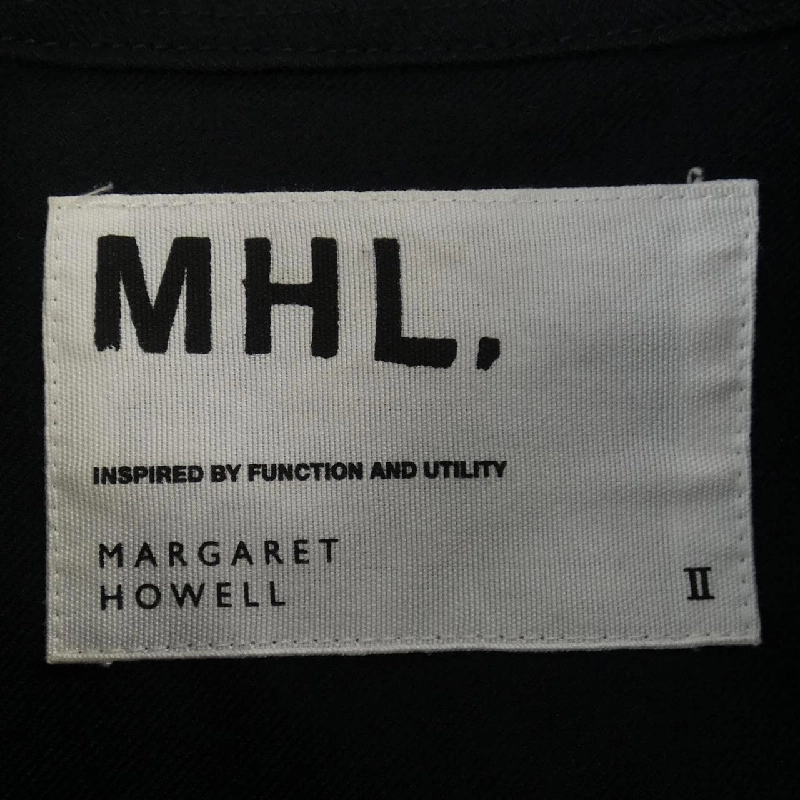 MHL,
INSPIRED BY FUNCTION AND UTILITY
MARGARET
HOWELL
II